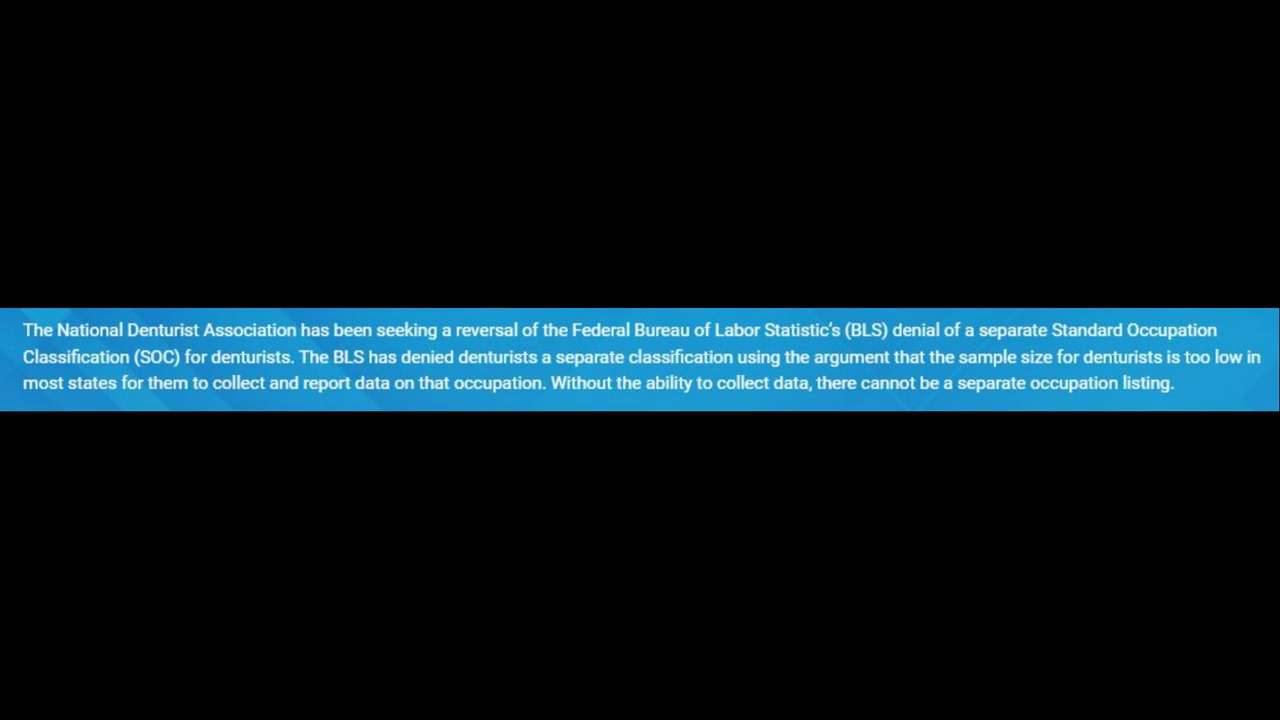 The National Denturist Association has been seeking a reversal of the Federal Bureau of Labor Statistic's (BLS) denial of a separate Standard Occupation
Classification (SOC) for denturists. The BLS has denied denturists a separate classification using the argument that the sample size for denturists is too low in
most states for them to collect and report data on that occupation. Without the ability to collect data, there cannot be a separate occupation listing.